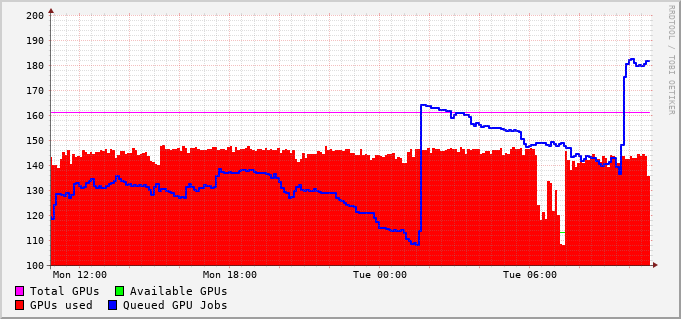 200
190
180
170
160
150
140
130
120
110
100
Mon 12:00 Mon 18:00 Tue 00:00 Tue 06:00
Total GPUs Available GPUs
GPUs used Queued GPU Jobs
RRDTOOL / TOBI OETIKER